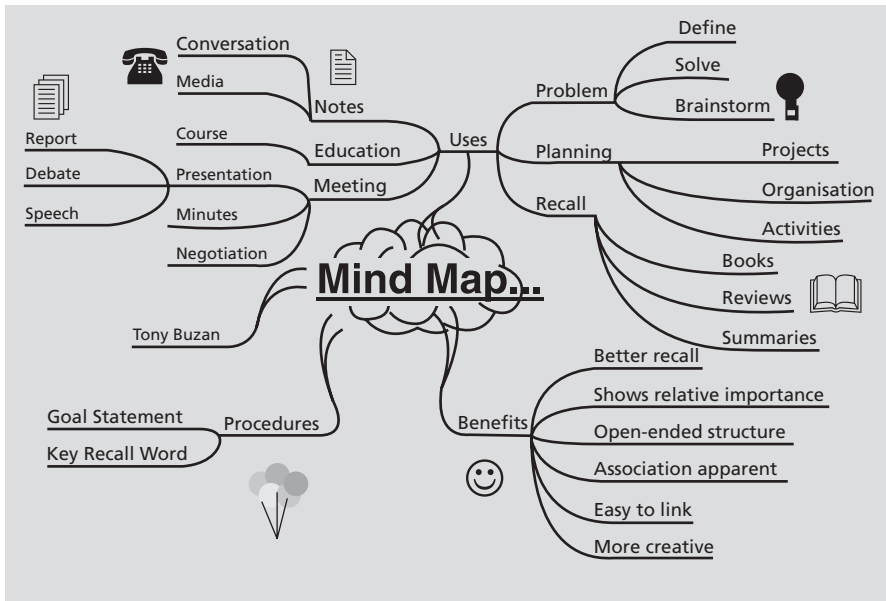 Mind Map...
Uses
Notes
Conversation
Media
Education
Course
Meeting
Presentation
Report
Debate
Speech
Minutes
Negotiation
Problem
Define
Solve
Brainstorm
Planning
Projects
Organisation
Activities
Recall
Books
Reviews
Summaries
Benefits
Better recall
Shows relative importance
Open-ended structure
Association apparent
Easy to link
More creative
Procedures
Goal Statement
Key Recall Word
Tony Buzan